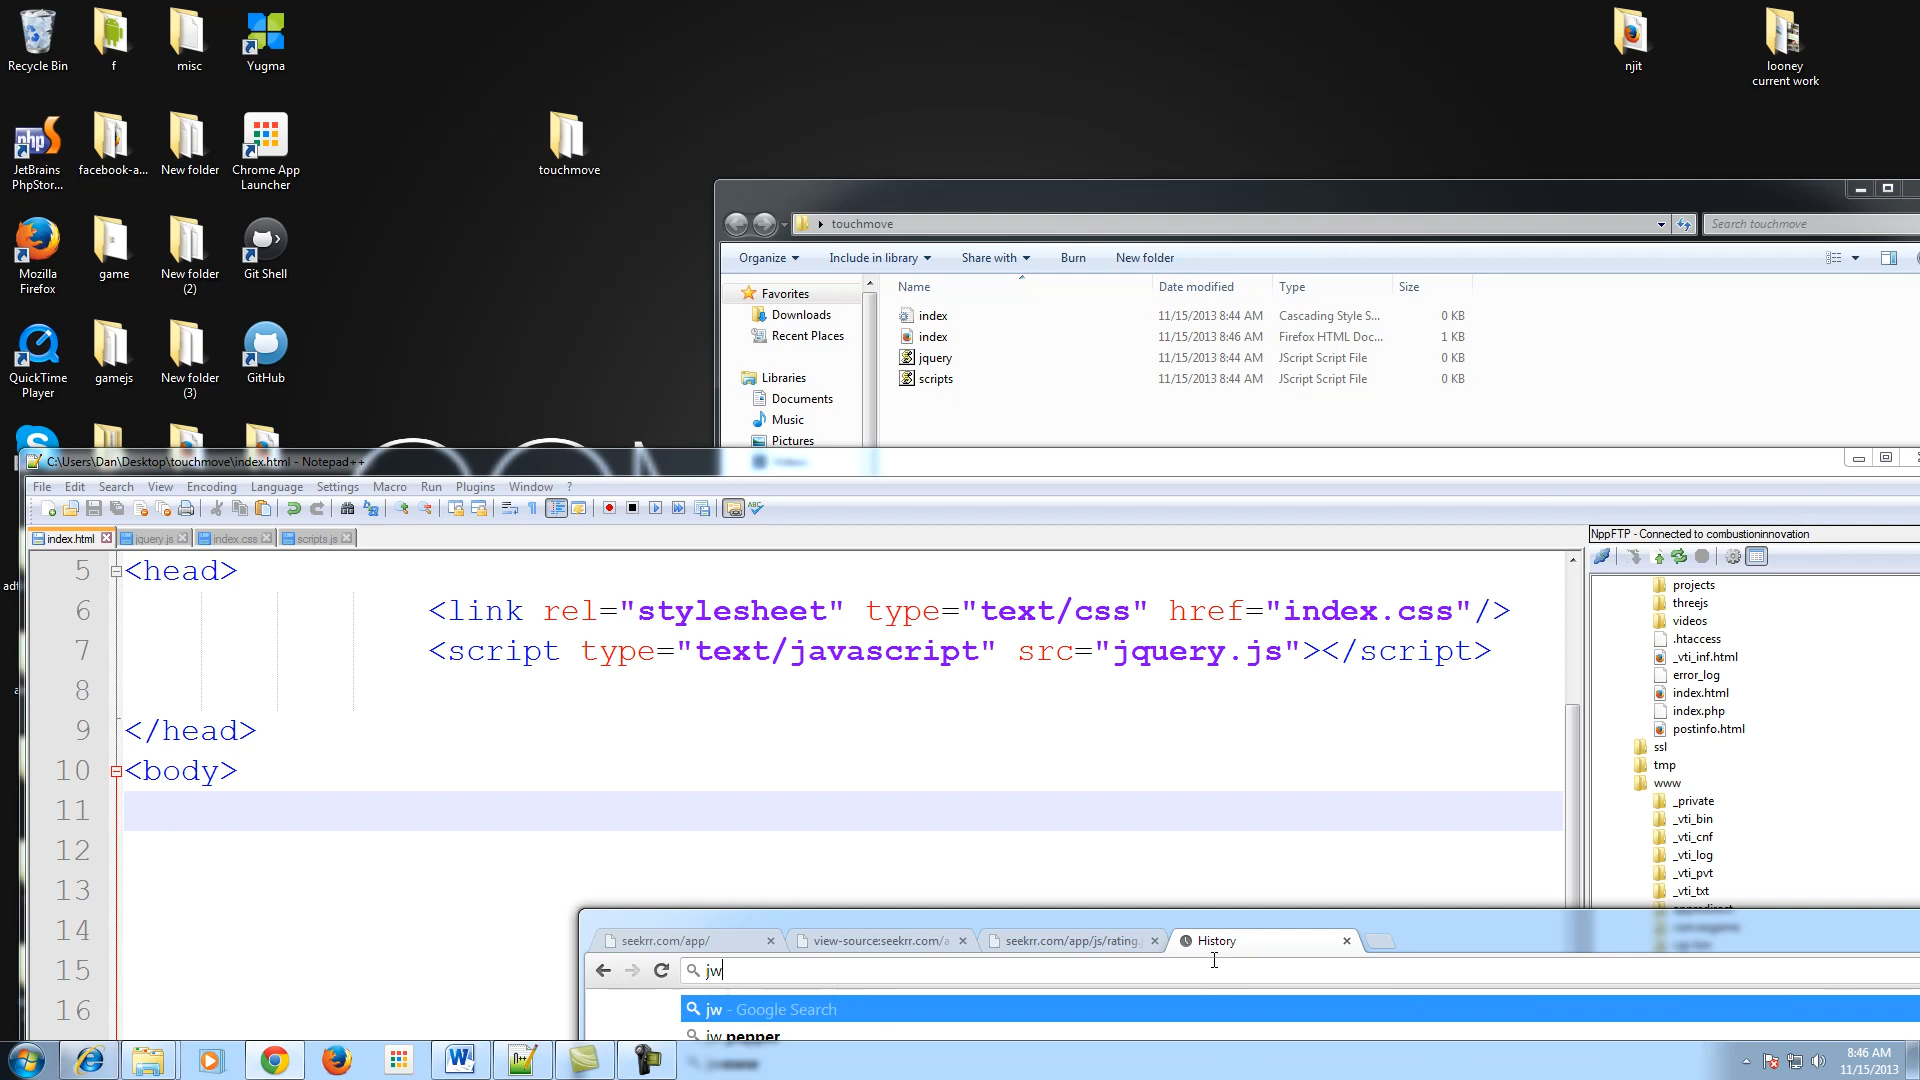 Recycle Bin
f
misc
Yugma
njit
looney
current work
JetBrains
PhpStor...
facebook-a...
New folder
Chrome App
Launcher
touchmove
Mozilla
Firefox
game
New folder
(2)
Git Shell
QuickTime
Player
gamejs
New folder
(3)
GitHub
touchmove
Search touchmove
Organize
Include in library
Share with
Burn
New folder
Name
Date modified
Type
Size
Favorites
Downloads
Recent Places
Libraries
Documents
Music
Pictures
index 11/15/2013 8:44 AM Cascading Style S... 0 KB
index 11/15/2013 8:46 AM Firefox HTML Doc... 1 KB
jquery 11/15/2013 8:44 AM JScript Script File 0 KB
scripts 11/15/2013 8:44 AM JScript Script File 0 KB
C:\Users\Dan\Desktop\touchmove\index.html - Notepad++
File Edit Search View Encoding Language Settings Macro Run Plugins Window ?
index.html jquery.js index.css scripts.js
5 <head>
6 <link rel="stylesheet" type="text/css" href="index.css"/>
7 <script type="text/javascript" src="jquery.js"></script>
8
9 </head>
10 <body>
11
12
13
14
15
16
NppFTP - Connected to combustioninnovation
projects
threejs
videos
.htaccess
_vti_inf.html
error_log
index.html
index.php
postinfo.html
ssl
tmp
www
_private
_vti_bin
_vti_cnf
_vti_log
_vti_pvt
_vti_txt
seekrr.com/app/
view-source:seekrr.com/a
seekrr.com/app/js/rating.j
History
jw
jw - Google Search
jw pepper
8:46 AM
11/15/2013